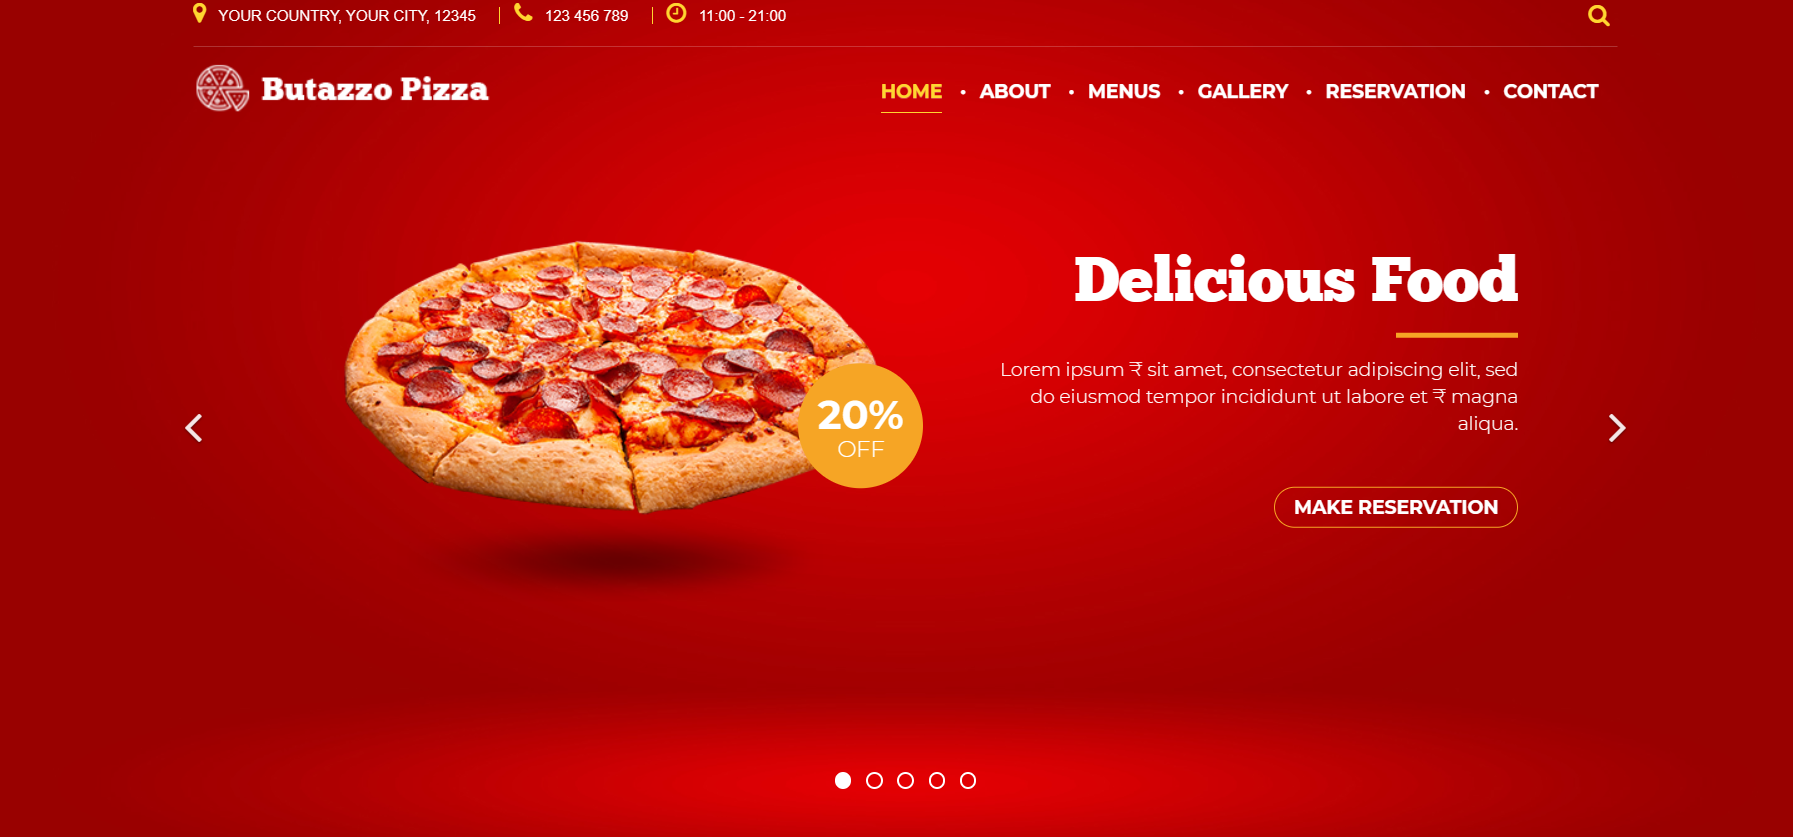 YOUR COUNTRY, YOUR CITY, 12345
123 456 789
11:00 - 21:00
Butazzo Pizza
HOME • ABOUT • MENUS • GALLERY • RESERVATION • CONTACT
Delicious Food
Lorem ipsum ₹ sit amet, consectetur adipiscing elit, sed
do eiusmod tempor incididunt ut labore et ₹ magna
aliqua.
20%
OFF
MAKE RESERVATION